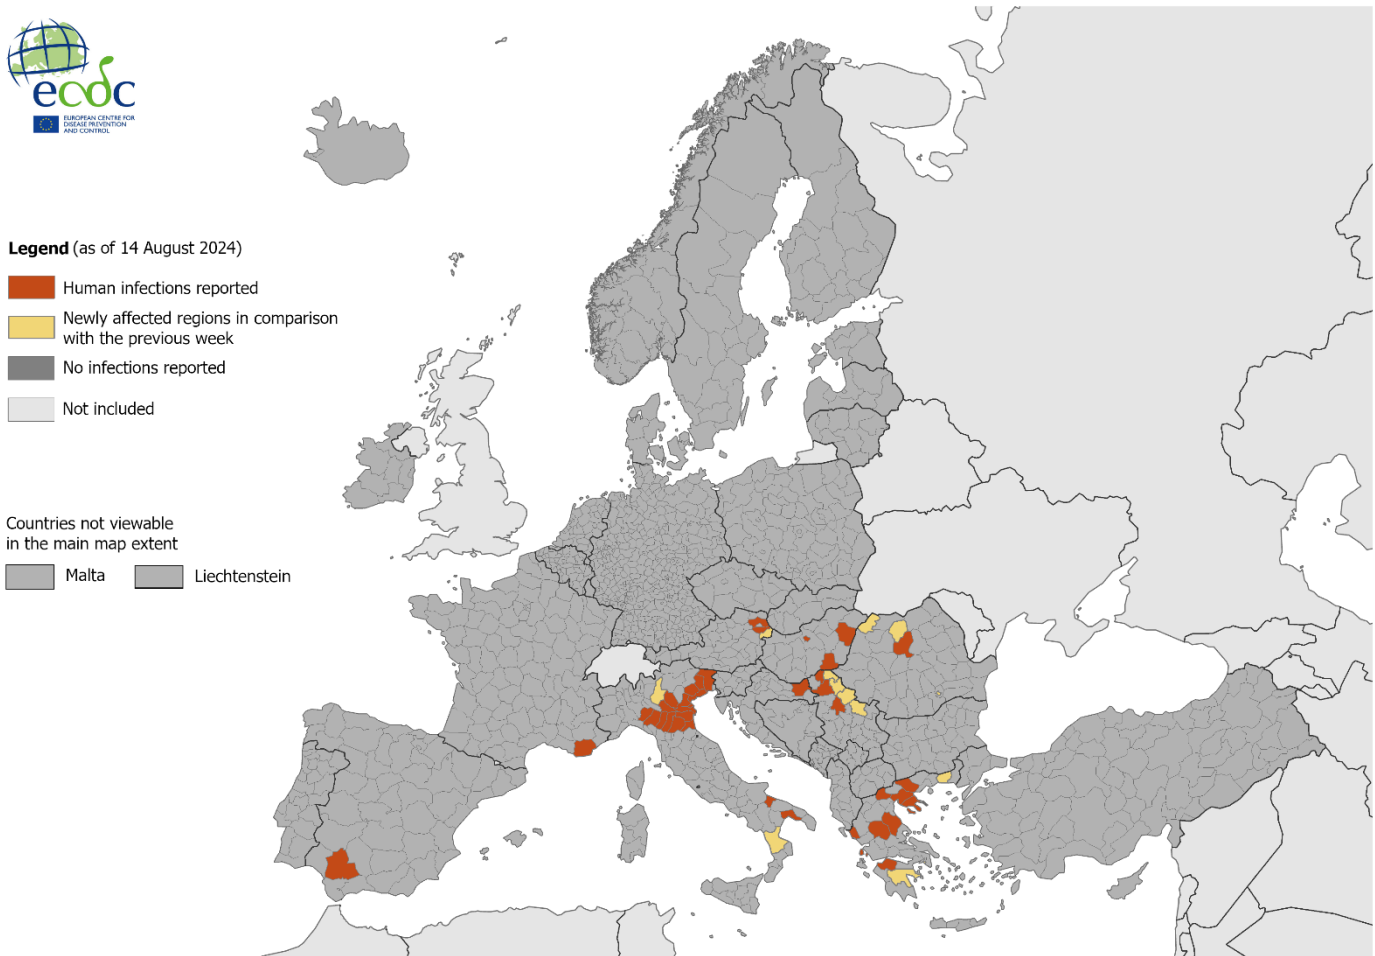 ecdc
EUROPEAN CENTRE FOR
DISEASE PREVENTION
AND CONTROL
Legend (as of 14 August 2024)
Human infections reported
Newly affected regions in comparison
with the previous week
No infections reported
Not included
Countries not viewable
in the main map extent
Malta
Liechtenstein